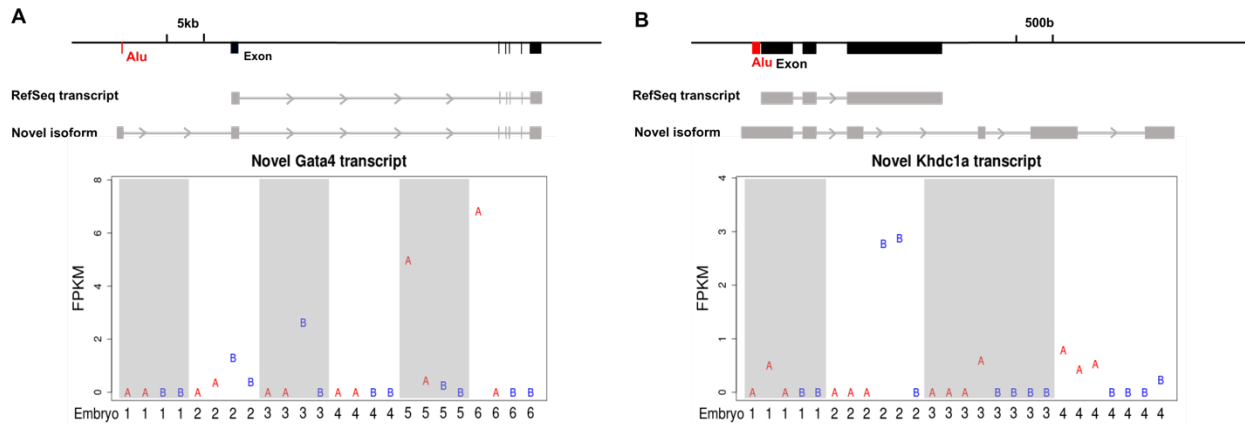 A
5kb
Alu
Exon
RefSeq transcript
Novel isoform
Novel Gata4 transcript
8
6
4
2
0
FPKM
A
A
B
B
A B A B
A A B B A A A B A A B B B A B B
Embryo 1 1 1 1 2 2 2 2 3 3 3 3 4 4 4 4 5 5 5 5 6 6 6 6
B
500b
Alu Exon
RefSeq transcript
Novel isoform
Novel Khdc1a transcript
4
3
2
1
0
FPKM
B B
A
A A A A
B
A A B B A A A B A A A B B B B B B B
Embryo 1 1 1 1 1 2 2 2 2 2 2 3 3 3 3 3 3 3 3 4 4 4 4 4 4 4